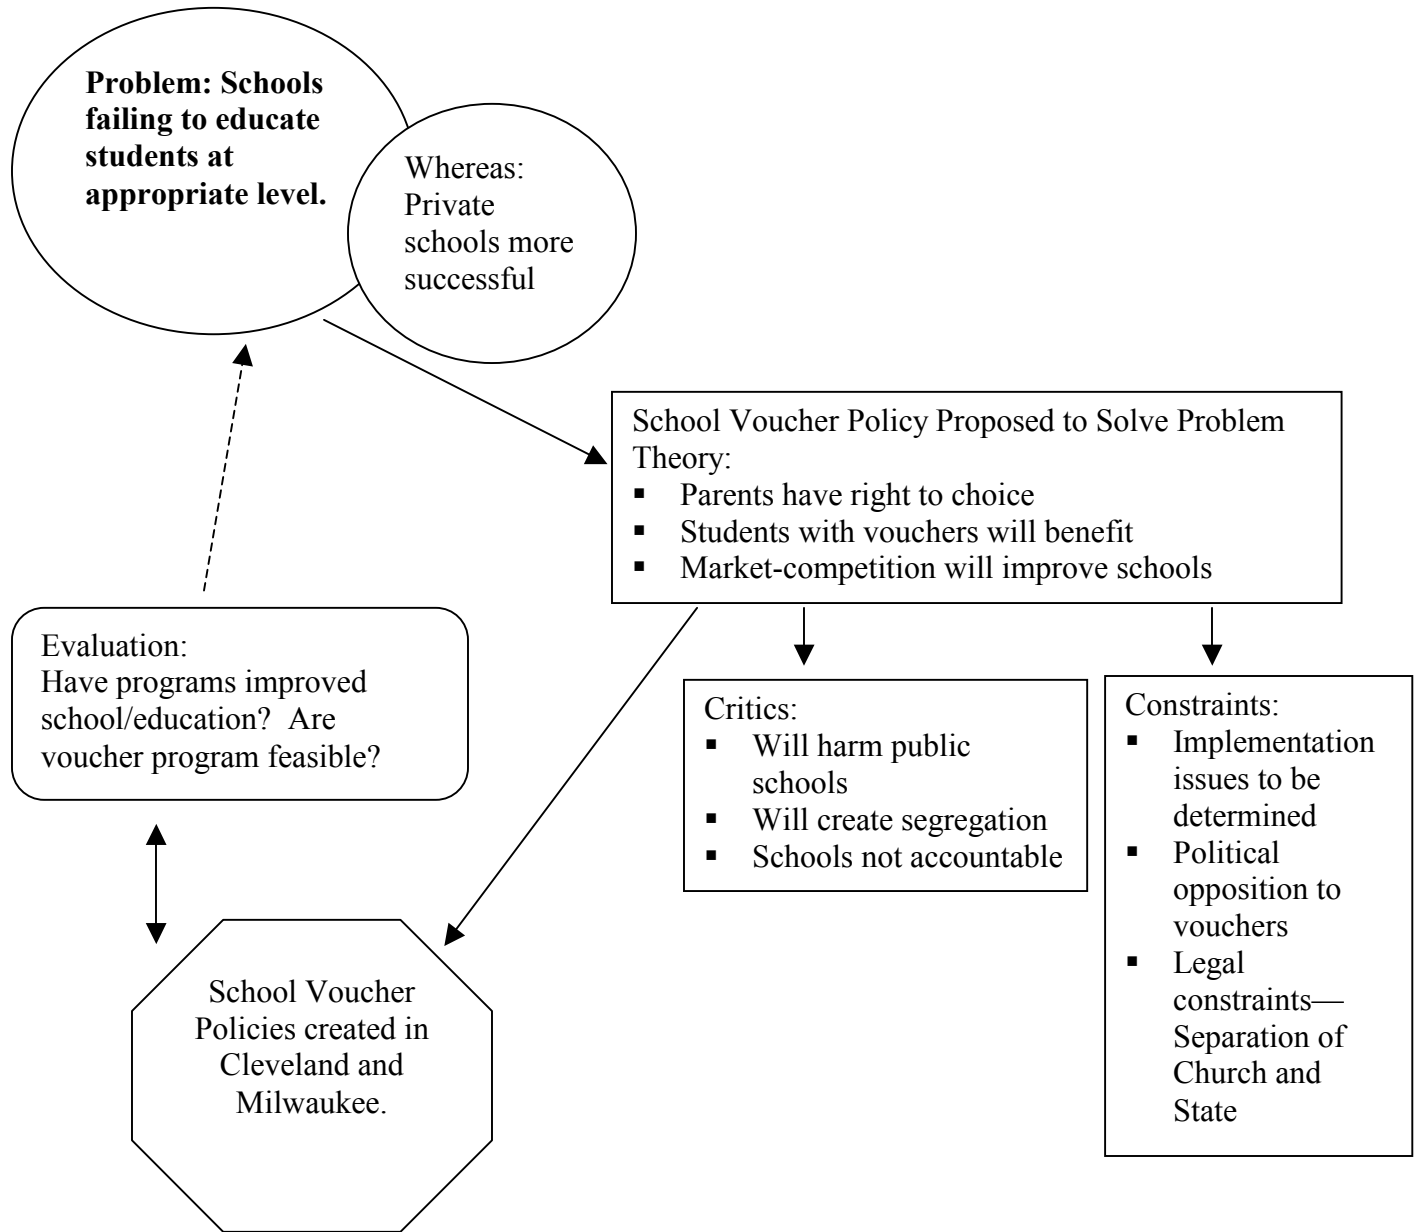 Problem: Schools
failing to educate
students at
appropriate level.
Whereas:
Private
schools more
successful
School Voucher Policy Proposed to Solve Problem
Theory:
▪ Parents have right to choice
▪ Students with vouchers will benefit
▪ Market-competition will improve schools
Evaluation:
Have programs improved
school/education? Are
voucher program feasible?
Critics:
▪ Will harm public
schools
▪ Will create segregation
▪ Schools not accountable
Constraints:
▪ Implementation
issues to be
determined
▪ Political
opposition to
vouchers
▪ Legal
constraints—
Separation of
Church and
State
School Voucher
Policies created in
Cleveland and
Milwaukee.